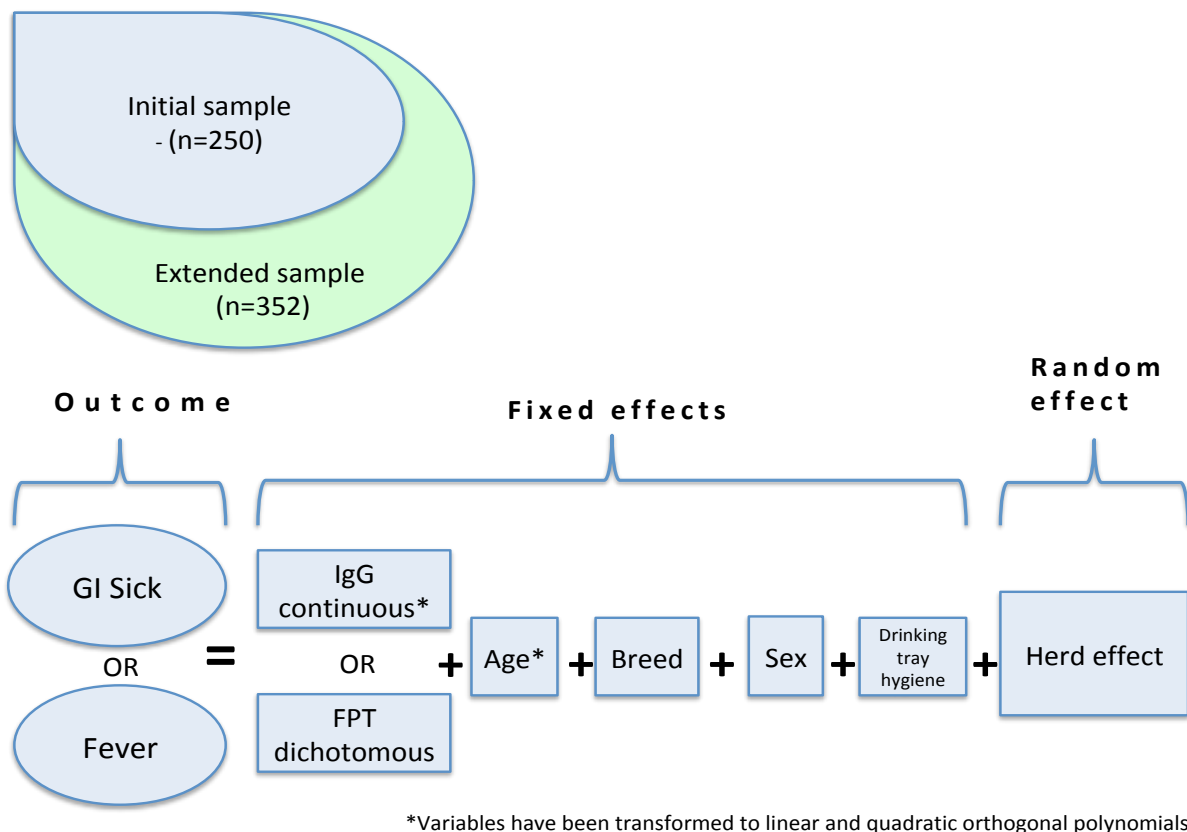 Initial sample
- (n=250)
Extended sample
(n=352)
Outcome
Fixed effects
Random
effect
GI Sick
OR
Fever
=
IgG
continuous*
OR
FPT
dichotomous
+
Age*
+
Breed
+
Sex
+
Drinking
tray
hygiene
+
Herd effect
*Variables have been transformed to linear and quadratic orthogonal polynomials